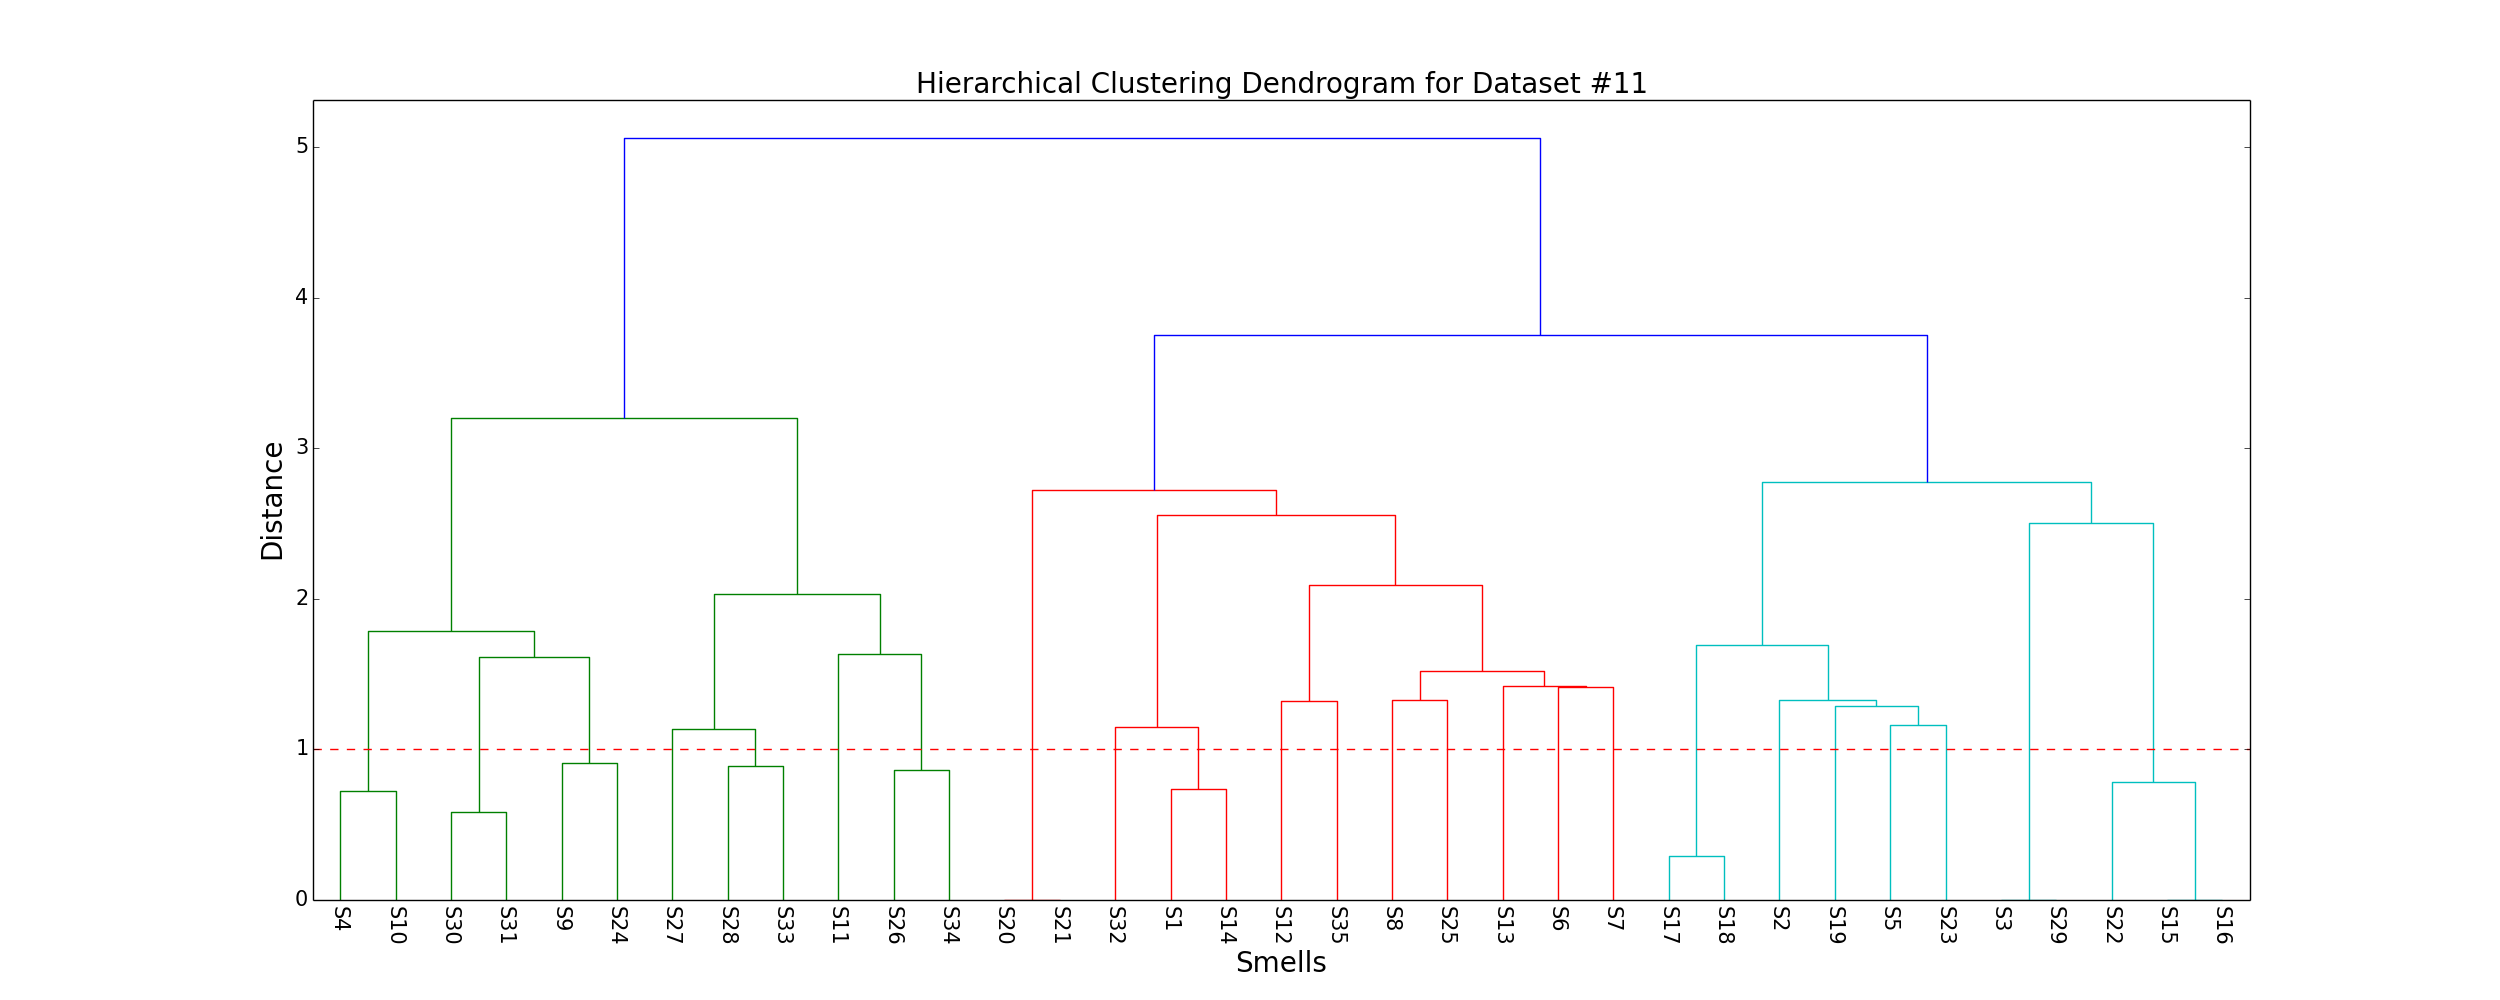 Hierarchical Clustering Dendrogram for Dataset #11
5
4
3
2
1
0
Distance
S4 S10 S30 S31 S9 S24 S27 S28 S33 S11 S26 S34 S20 S21 S32 S1 S14 S12 S35 S8 S25 S13 S6 S7 S17 S18 S2 S19 S5 S23 S3 S29 S22 S15 S16
Smells